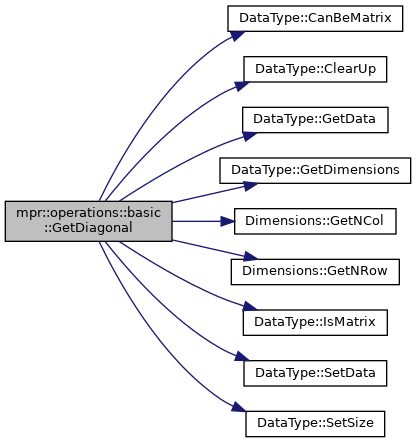 mpr::operations::basic
::GetDiagonal
DataType::CanBeMatrix
DataType::ClearUp
DataType::GetData
DataType::GetDimensions
Dimensions::GetNCol
Dimensions::GetNRow
DataType::IsMatrix
DataType::SetData
DataType::SetSize